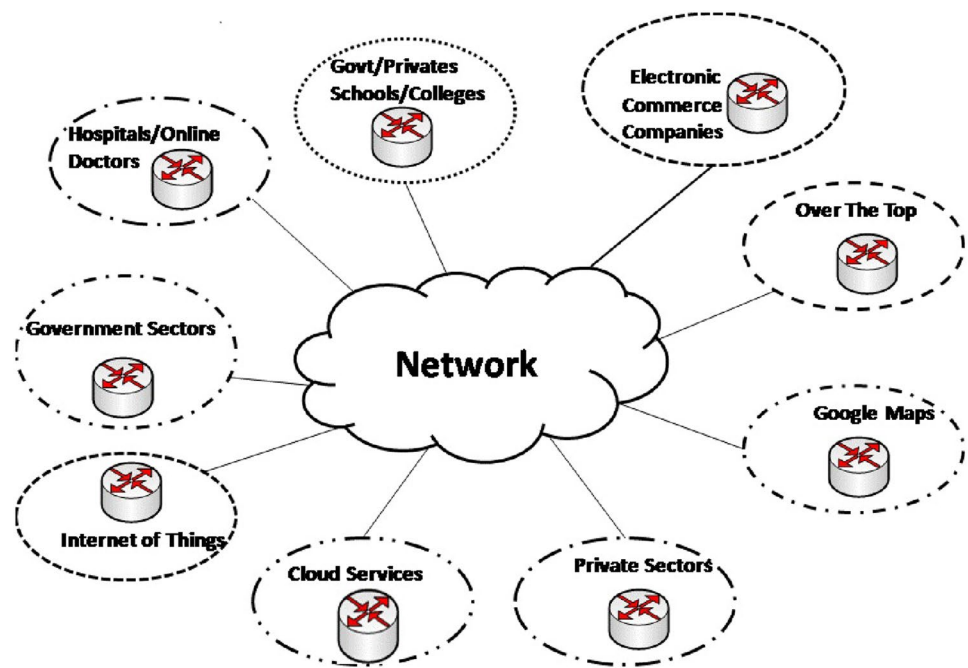 Govt/Privates
Schools/Colleges
Electronic
Commerce
Companies
Hospitals/Online
Doctors
Over The Top
Government Sectors
Network
Google Maps
Internet of Things
Cloud Services
Private Sectors